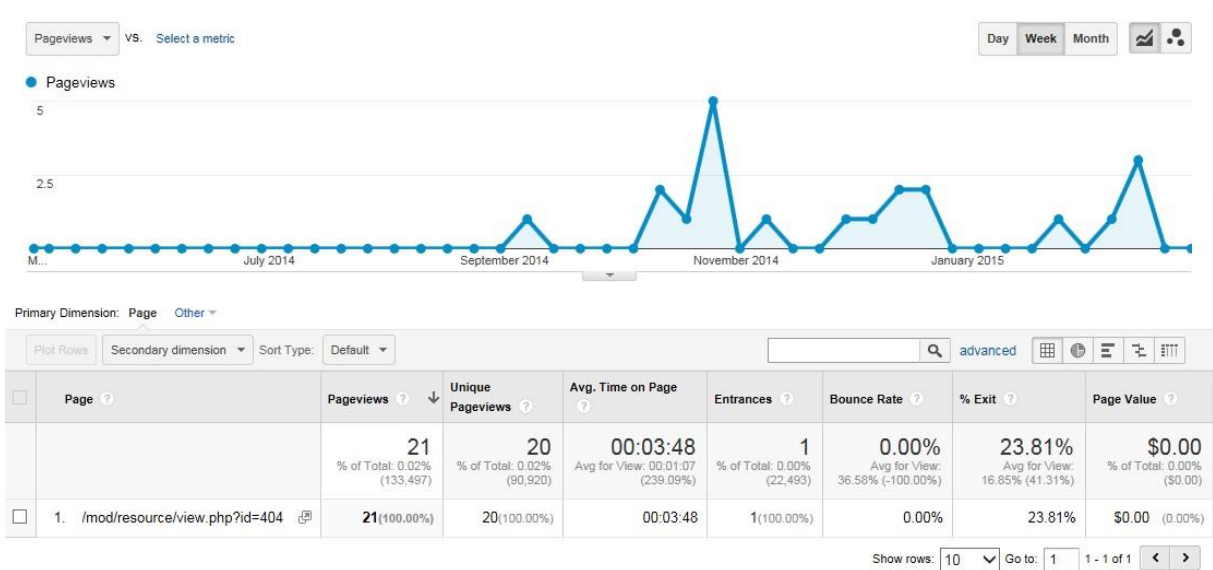 Pageviews VS. Select a metric Day Week Month
Pageviews
5
2.5
M... July 2014 September 2014 November 2014 January 2015
Primary Dimension: Page Other
Plot Rows Secondary dimension Sort Type: Default advanced
Page ? Pageviews ? Unique Pageviews ? Avg. Time on Page ? Entrances ? Bounce Rate ? % Exit ? Page Value ?
21 20 00:03:48 1 0.00% 23.81% $0.00
% of Total: 0.02% % of Total: 0.02% Avg for View: 00:01:07 % of Total: 0.00% Avg for View: Avg for View: % of Total: 0.00%
(133,497) (90,920) (239.09%) (22,493) 36.58% (-100.00%) 16.85% (41.31%) ($0.00)
1. /mod/resource/view.php?id=404 21(100.00%) 20(100.00%) 00:03:48 1(100.00%) 0.00% 23.81% $0.00 (0.00%)
Show rows: 10 Go to: 1 1 - 1 of 1